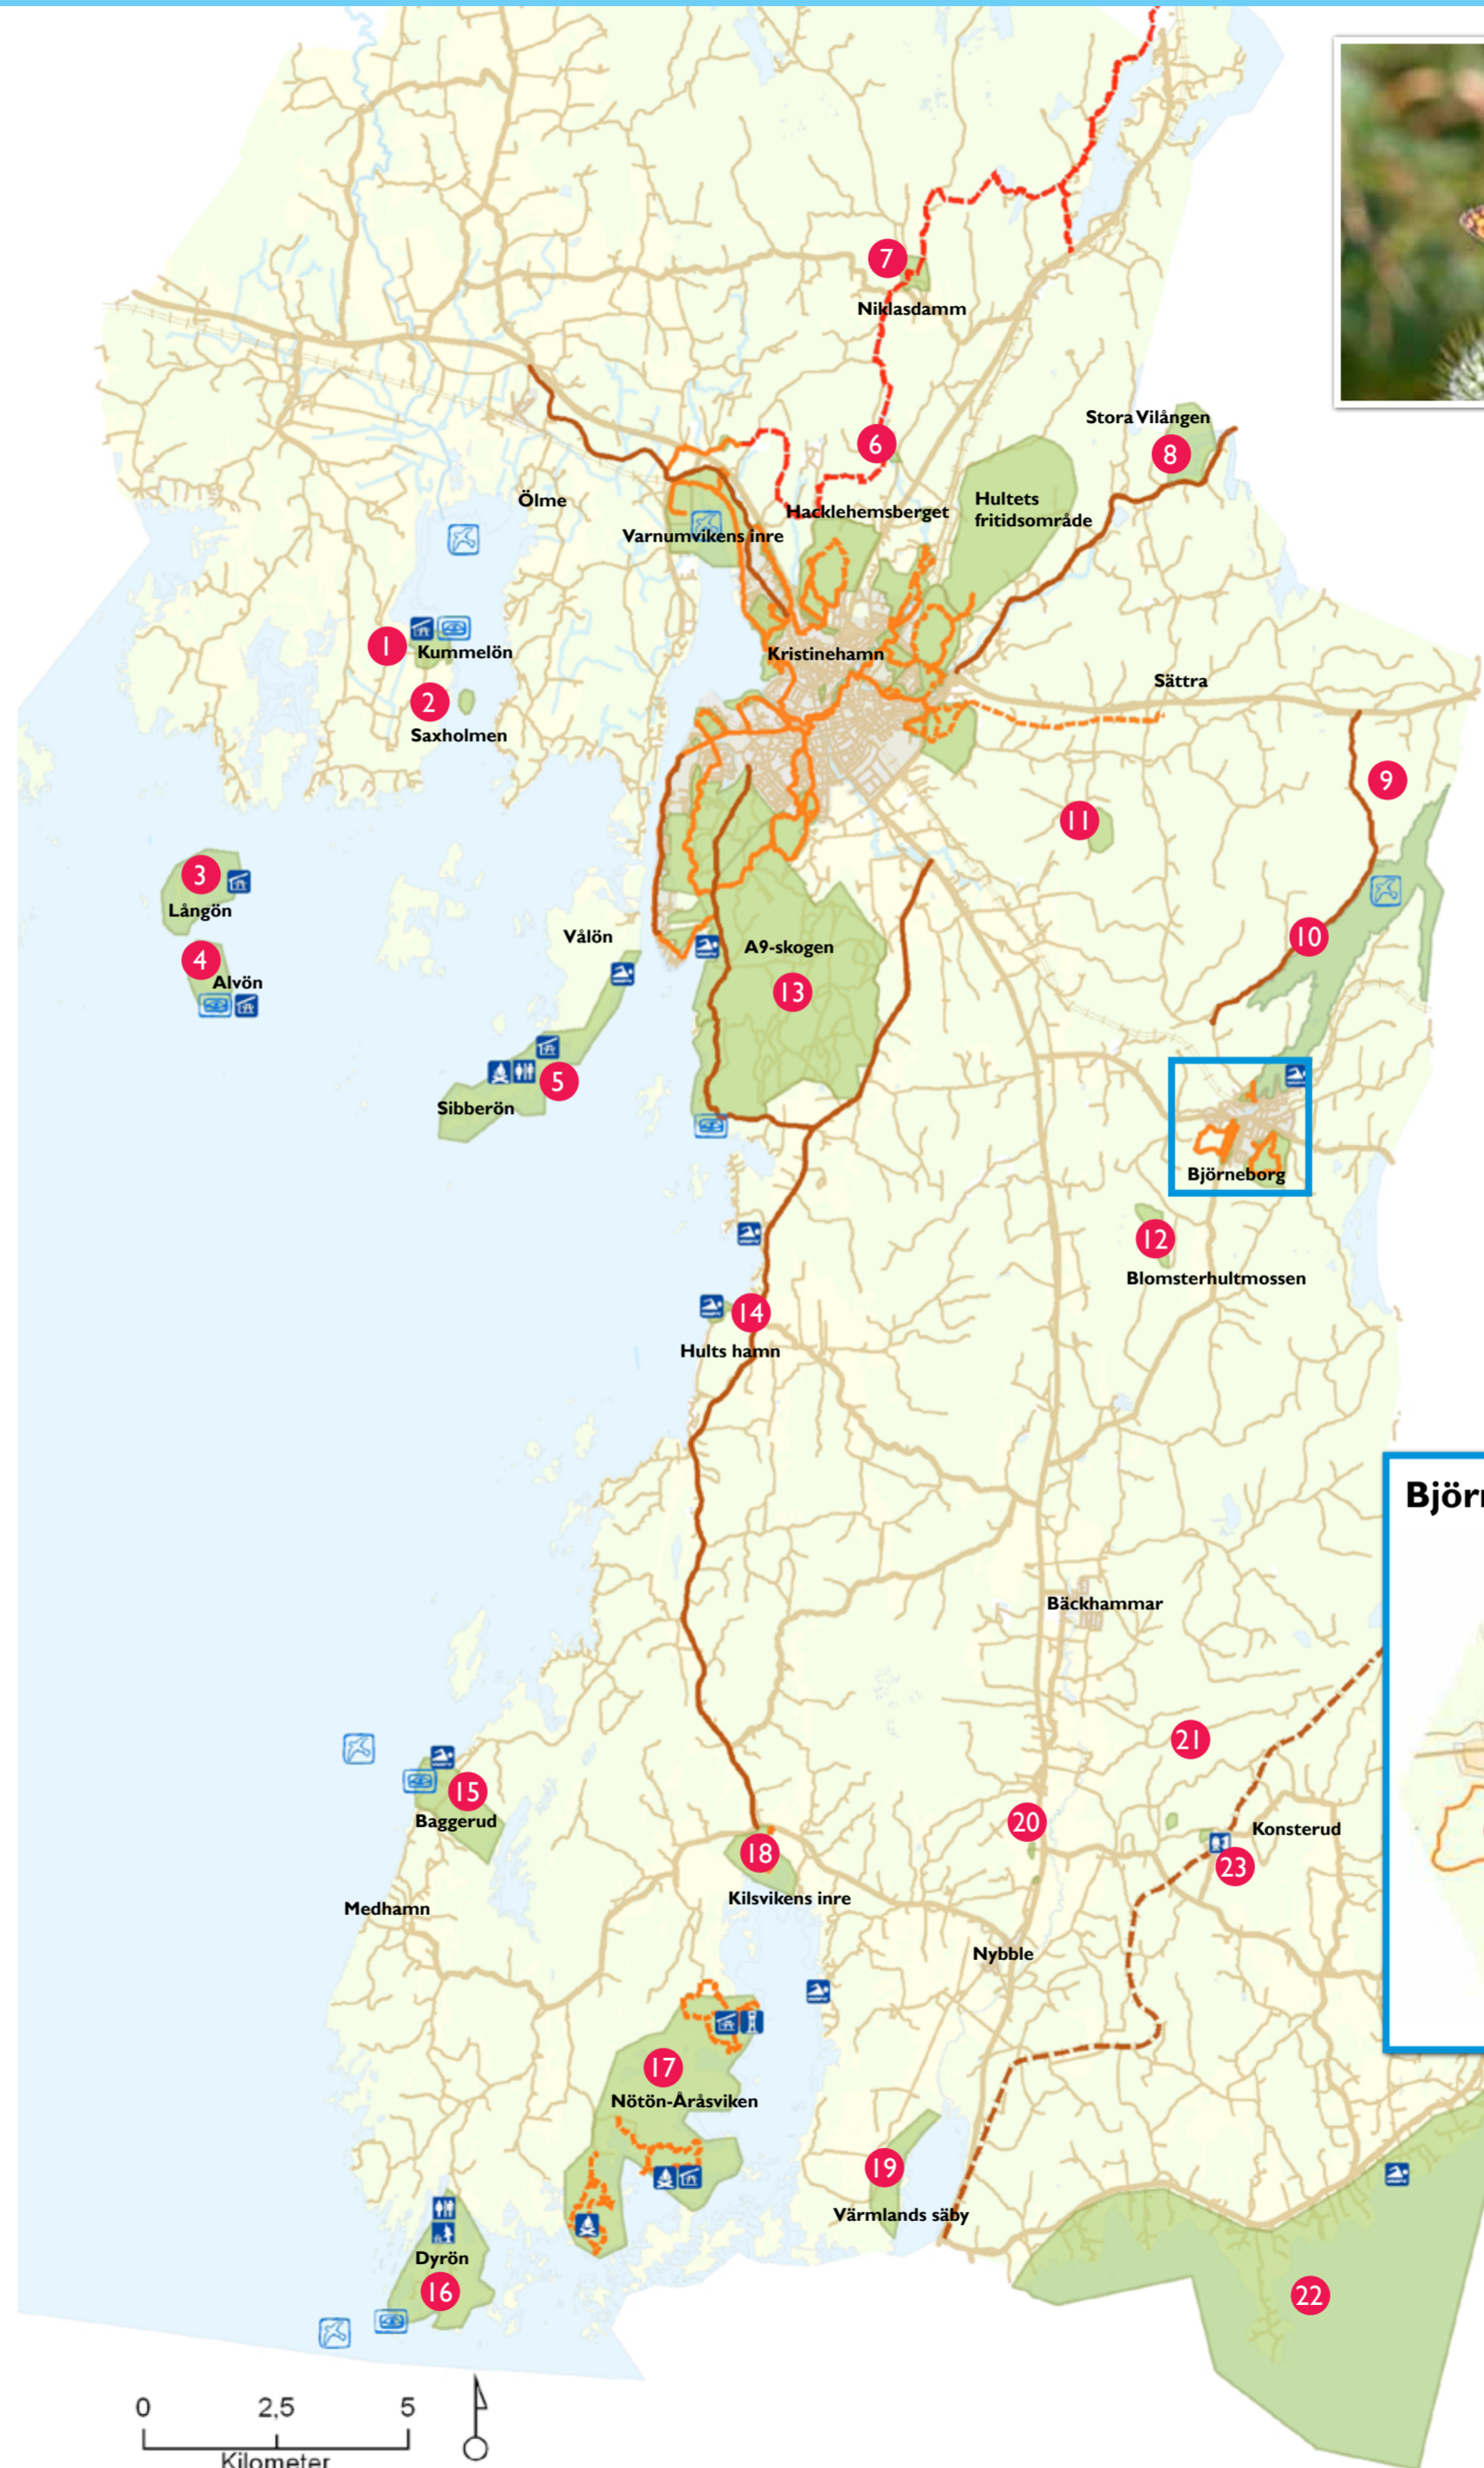 7
Niklasdamm
Stora Vilången
8
6
Hultets
fritidsområde
Hacklehemsberget
Ölme
Varnumvikens inre
1
Kummelön
Kristinehamn
2
Saxholmen
Sättra
9
11
3
Långön
Vålön
A9-skogen
10
4
Alvön
13
5
Sibberön
Björneborg
12
Blomsterhultmossen
14
Hults hamn
Björ
Bäckhammar
21
15
Baggerud
20
Konsterud
18
23
Kilsvikens inre
Medhamn
Nybble
17
Nötön-Åråsviken
19
Värmlands säby
Dyrön
16
22
0 2,5 5
Kilometer